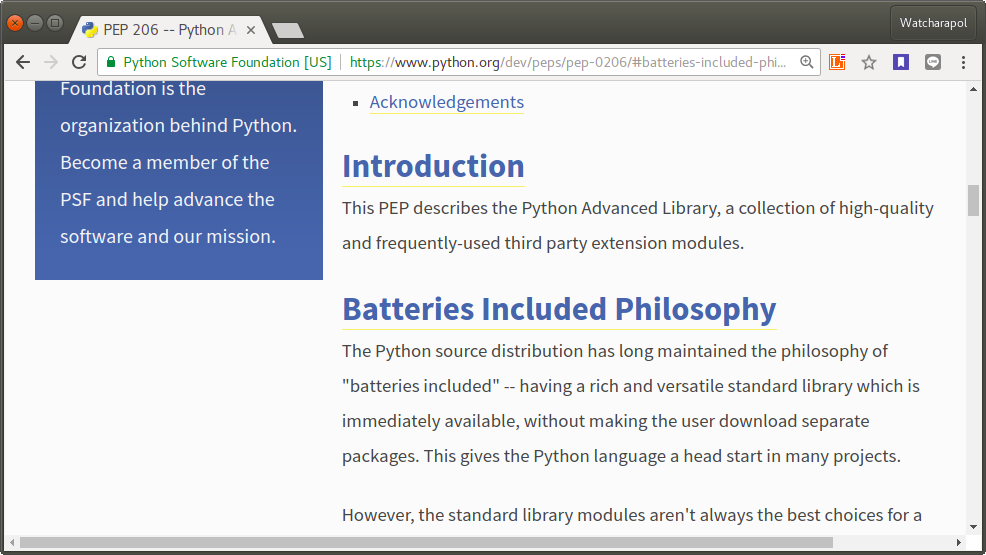 PEP 206 -- Python A
Watcharapol
Python Software Foundation [US]
https://www.python.org/dev/peps/pep-0206/#batteries-included-phi...
Foundation is the
organization behind Python.
Become a member of the
PSF and help advance the
software and our mission.
Acknowledgements
Introduction
This PEP describes the Python Advanced Library, a collection of high-quality
and frequently-used third party extension modules.
Batteries Included Philosophy
The Python source distribution has long maintained the philosophy of
"batteries included" -- having a rich and versatile standard library which is
immediately available, without making the user download separate
packages. This gives the Python language a head start in many projects.
However, the standard library modules aren't always the best choices for a